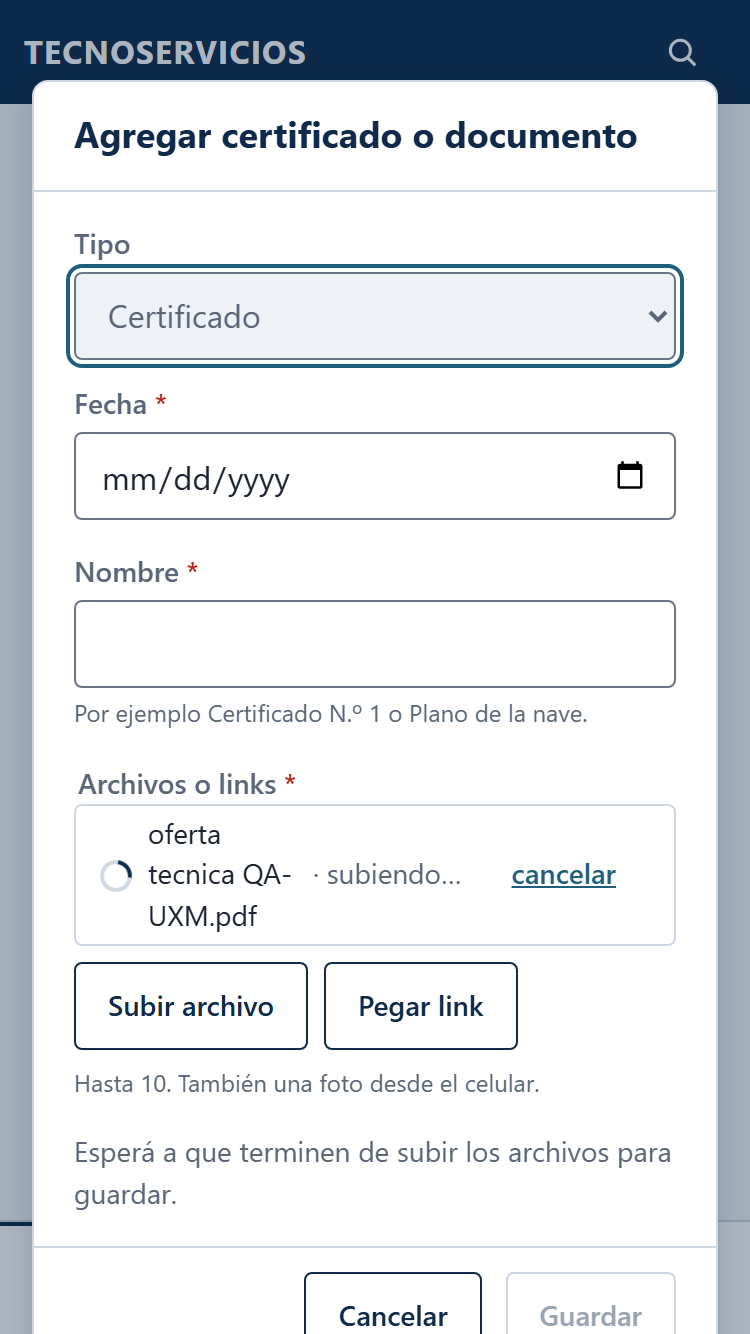 TECNOSERVICIOS
Agregar certificado o documento
Tipo
Certificado
Fecha *
mm/dd/yyyy
Nombre *
Por ejemplo Certificado N.º 1 o Plano de la nave.
Archivos o links *
oferta
tecnica QA- · subiendo... cancelar
UXM.pdf
Subir archivo Pegar link
Hasta 10. También una foto desde el celular.
Esperá a que terminen de subir los archivos para
guardar.
Cancelar Guardar